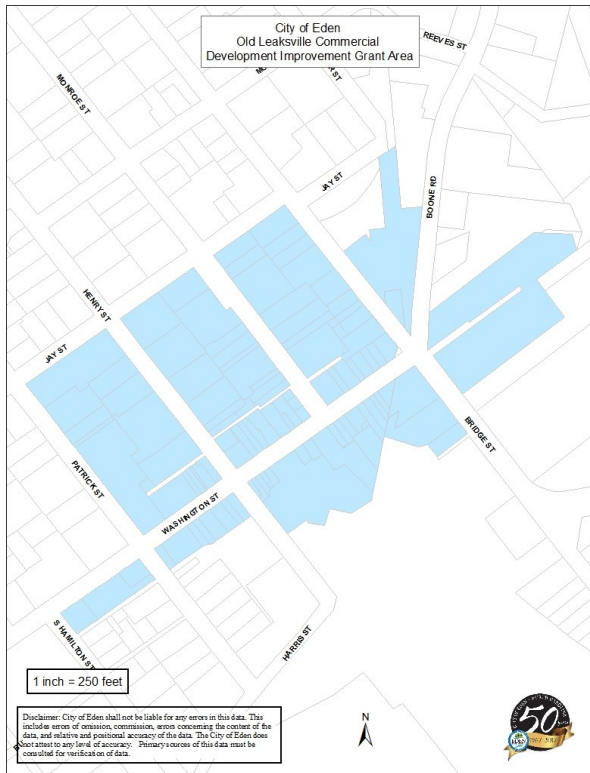 City of Eden
Old Leaksville Commercial
Development Improvement Grant Area
REEVES ST
MONROE ST
JAY ST
BOONE RD
HENRY ST
JAY ST
BRIDGE ST
PATRICK ST
WASHINGTON ST
S HAMILTON ST
HARRIS ST
1 inch = 250 feet
N
50
EDEN
Disclaimer: City of Eden shall not be liable for any errors in this data. This
includes errors of omission, commission, errors concerning the content of the
data, and relative and positional accuracy of the data. The City of Eden does
not attest to any level of accuracy. Primary sources of this data must be
consulted for verification of data.